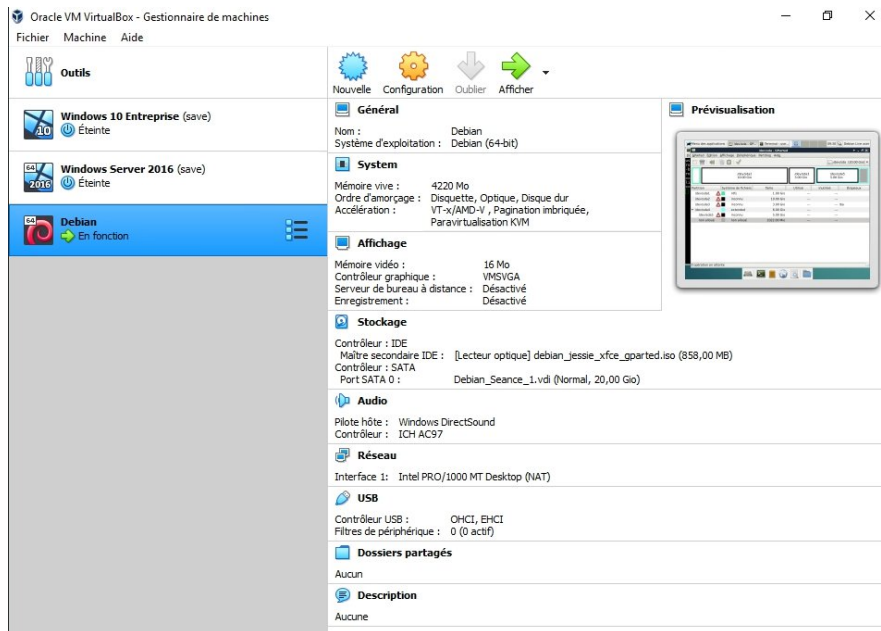 Oracle VM VirtualBox - Gestionnaire de machines
Fichier Machine Aide
Outils
Nouvelle Configuration Oublier Afficher
Windows 10 Entreprise (save)
10
Éteinte
Windows Server 2016 (save)
64
2016
Éteinte
Debian
64
En fonction
Général
Nom : Debian
Système d'exploitation : Debian (64-bit)
System
Mémoire vive : 4220 Mo
Ordre d'amorçage : Disquette, Optique, Disque dur
Accélération : VT-x/AMD-V , Pagination imbriquée,
Paravirtualisation KVM
Affichage
Mémoire vidéo : 16 Mo
Contrôleur graphique : VMSVGA
Serveur de bureau à distance : Désactivé
Enregistrement : Désactivé
Prévisualisation
Stockage
Contrôleur : IDE
Maître secondaire IDE : [Lecteur optique] debian_jessie_xfce_gparted.iso (858,00 MB)
Contrôleur : SATA
Port SATA 0 : Debian_Seance_1.vdi (Normal, 20,00 Gio)
Audio
Pilote hôte : Windows DirectSound
Contrôleur : ICH AC97
Réseau
Interface 1: Intel PRO/1000 MT Desktop (NAT)
USB
Contrôleur USB : OHCI, EHCI
Filtres de périphérique : 0 (0 actif)
Dossiers partagés
Aucun
Description
Aucune